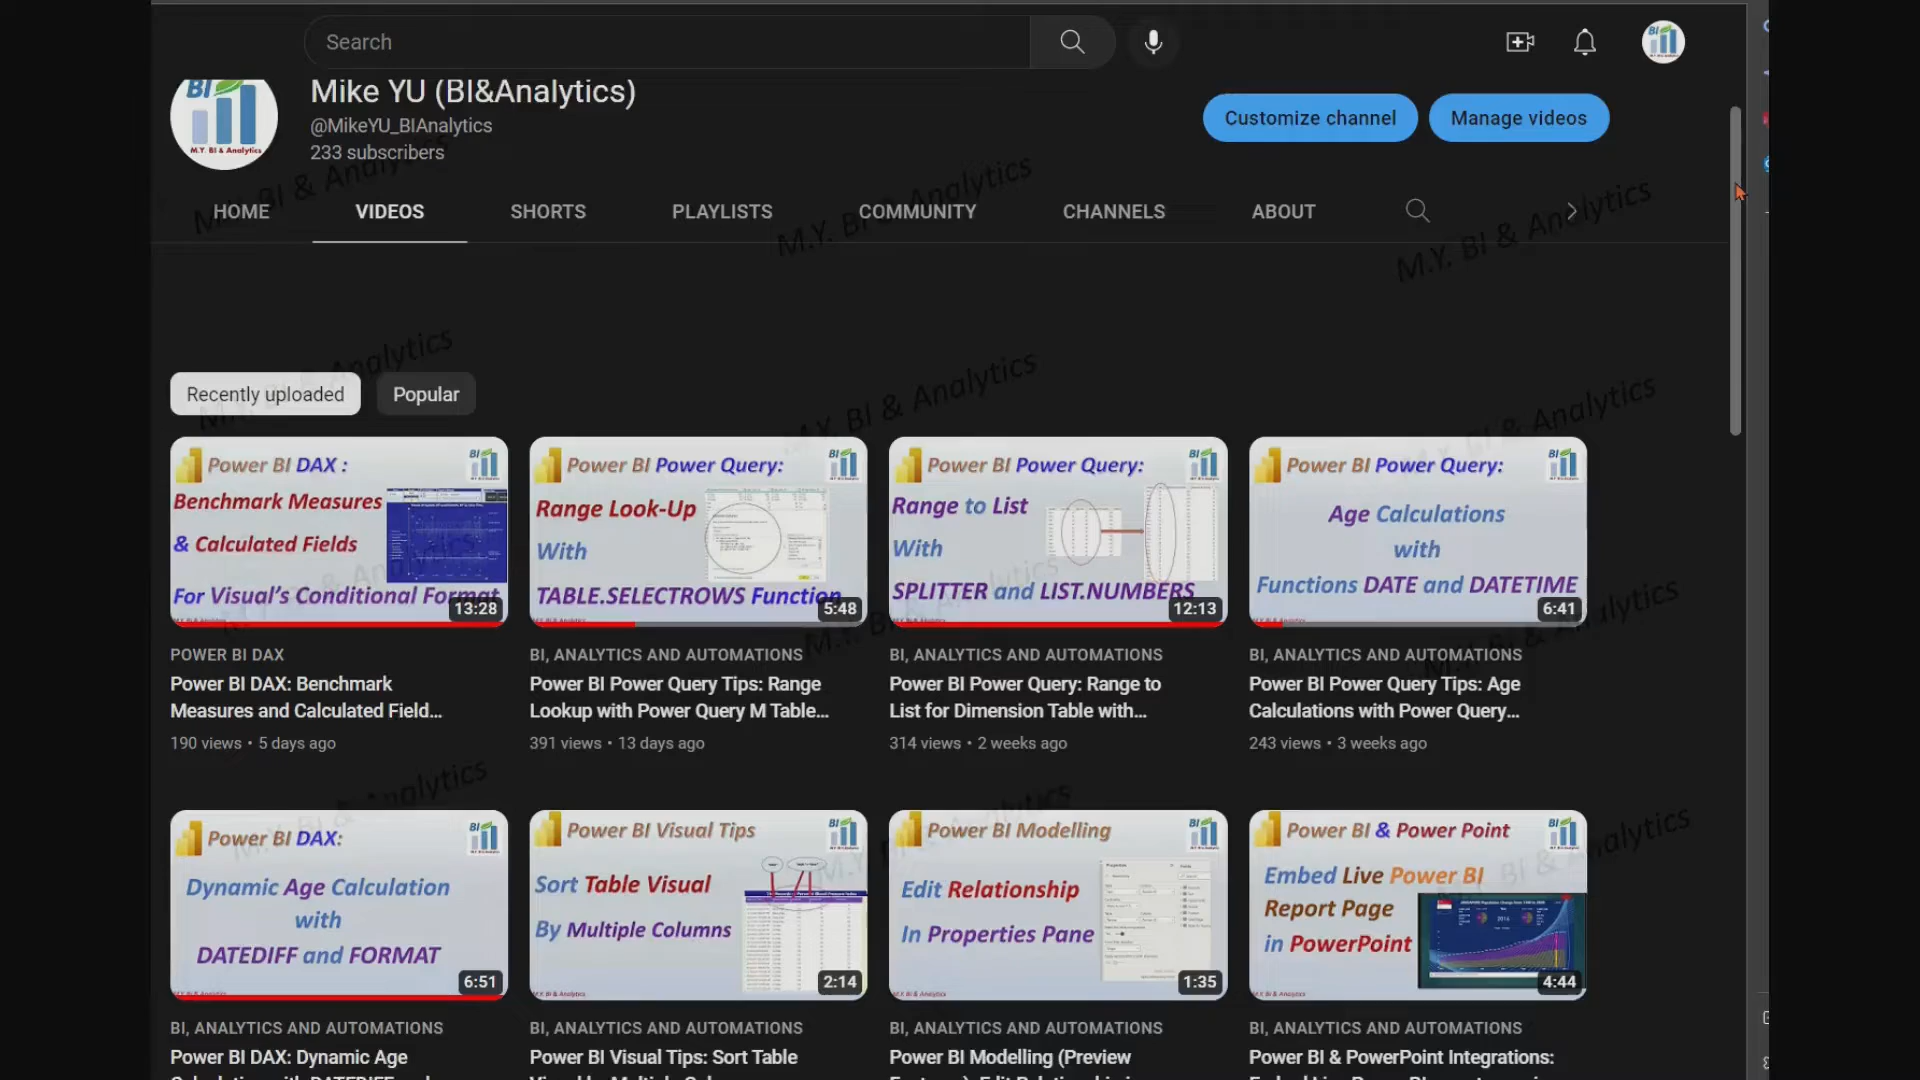 Search
Mike YU (BI&Analytics)
@MikeYU_BIAnalytics
233 subscribers
Customize channel
Manage videos
BI
M.Y. BI & Analytics
HOME
VIDEOS
SHORTS
PLAYLISTS
COMMUNITY
CHANNELS
ABOUT
M.Y. BI & Analytics
M.Y. BI & Analytics
M.Y. BI & Analytics
Recently uploaded
Popular
Power BI DAX :
Benchmark Measures
& Calculated Fields
For Visual's Conditional Format
13:28
Power BI Power Query:
Range Look-Up
With
TABLE.SELECTROWS Function
5:48
Power BI Power Query:
Range to List
With
SPLITTER and LIST.NUMBERS
12:13
Power BI Power Query:
Age Calculations
with
Functions DATE and DATETIME
6:41
POWER BI DAX
Power BI DAX: Benchmark
Measures and Calculated Field...
190 views • 5 days ago
BI, ANALYTICS AND AUTOMATIONS
Power BI Power Query Tips: Range
Lookup with Power Query M Table...
391 views • 13 days ago
BI, ANALYTICS AND AUTOMATIONS
Power BI Power Query: Range to
List for Dimension Table with...
314 views • 2 weeks ago
BI, ANALYTICS AND AUTOMATIONS
Power BI Power Query Tips: Age
Calculations with Power Query...
243 views • 3 weeks ago
Power BI DAX:
Dynamic Age Calculation
with
DATEDIFF and FORMAT
6:51
Power BI Visual Tips
Sort Table Visual
By Multiple Columns
2:14
Power BI Modelling
Edit Relationship
In Properties Pane
1:35
Power BI & Power Point
Embed Live Power BI
Report Page
in PowerPoint
4:44
BI, ANALYTICS AND AUTOMATIONS
Power BI DAX: Dynamic Age
BI, ANALYTICS AND AUTOMATIONS
Power BI Visual Tips: Sort Table
BI, ANALYTICS AND AUTOMATIONS
Power BI Modelling (Preview
BI, ANALYTICS AND AUTOMATIONS
Power BI & PowerPoint Integrations: